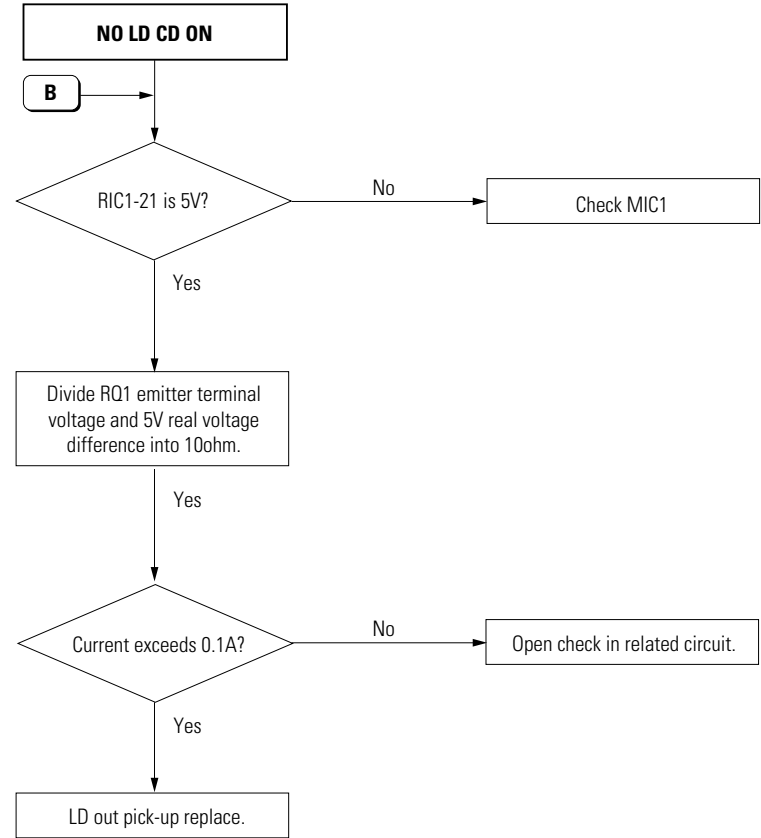 NO LD CD ON
B
RIC1-21 is 5V?
No
Check MIC1
Yes
Divide RQ1 emitter terminal
voltage and 5V real voltage
difference into 10ohm.
Yes
Current exceeds 0.1A?
No
Open check in related circuit.
Yes
LD out pick-up replace.